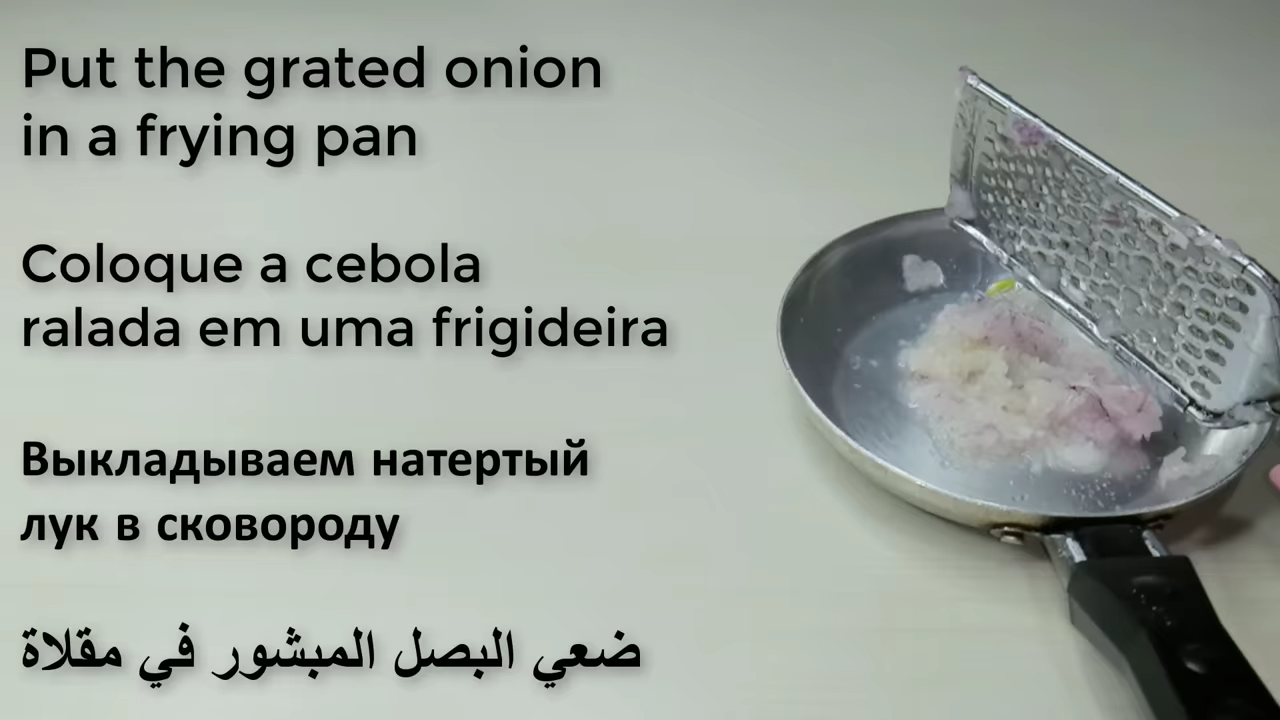 Put the grated onion
in a frying pan
Coloque a cebola
ralada em uma frigideira
Выкладываем натертый
лук в сковороду
ضعي البصل المبشور في مقلاة